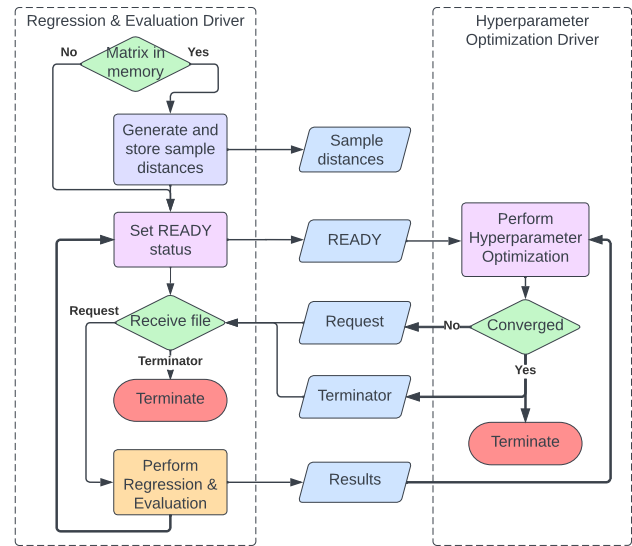 Regression & Evaluation Driver
Hyperparameter
Optimization Driver
No
Matrix in
memory
Yes
Generate and
store sample
distances
Sample
distances
Set READY
status
READY
Perform
Hyperparameter
Optimization
Request
Receive file
Request
No
Converged
Terminator
Yes
Terminate
Terminator
Terminate
Perform
Regression &
Evaluation
Results